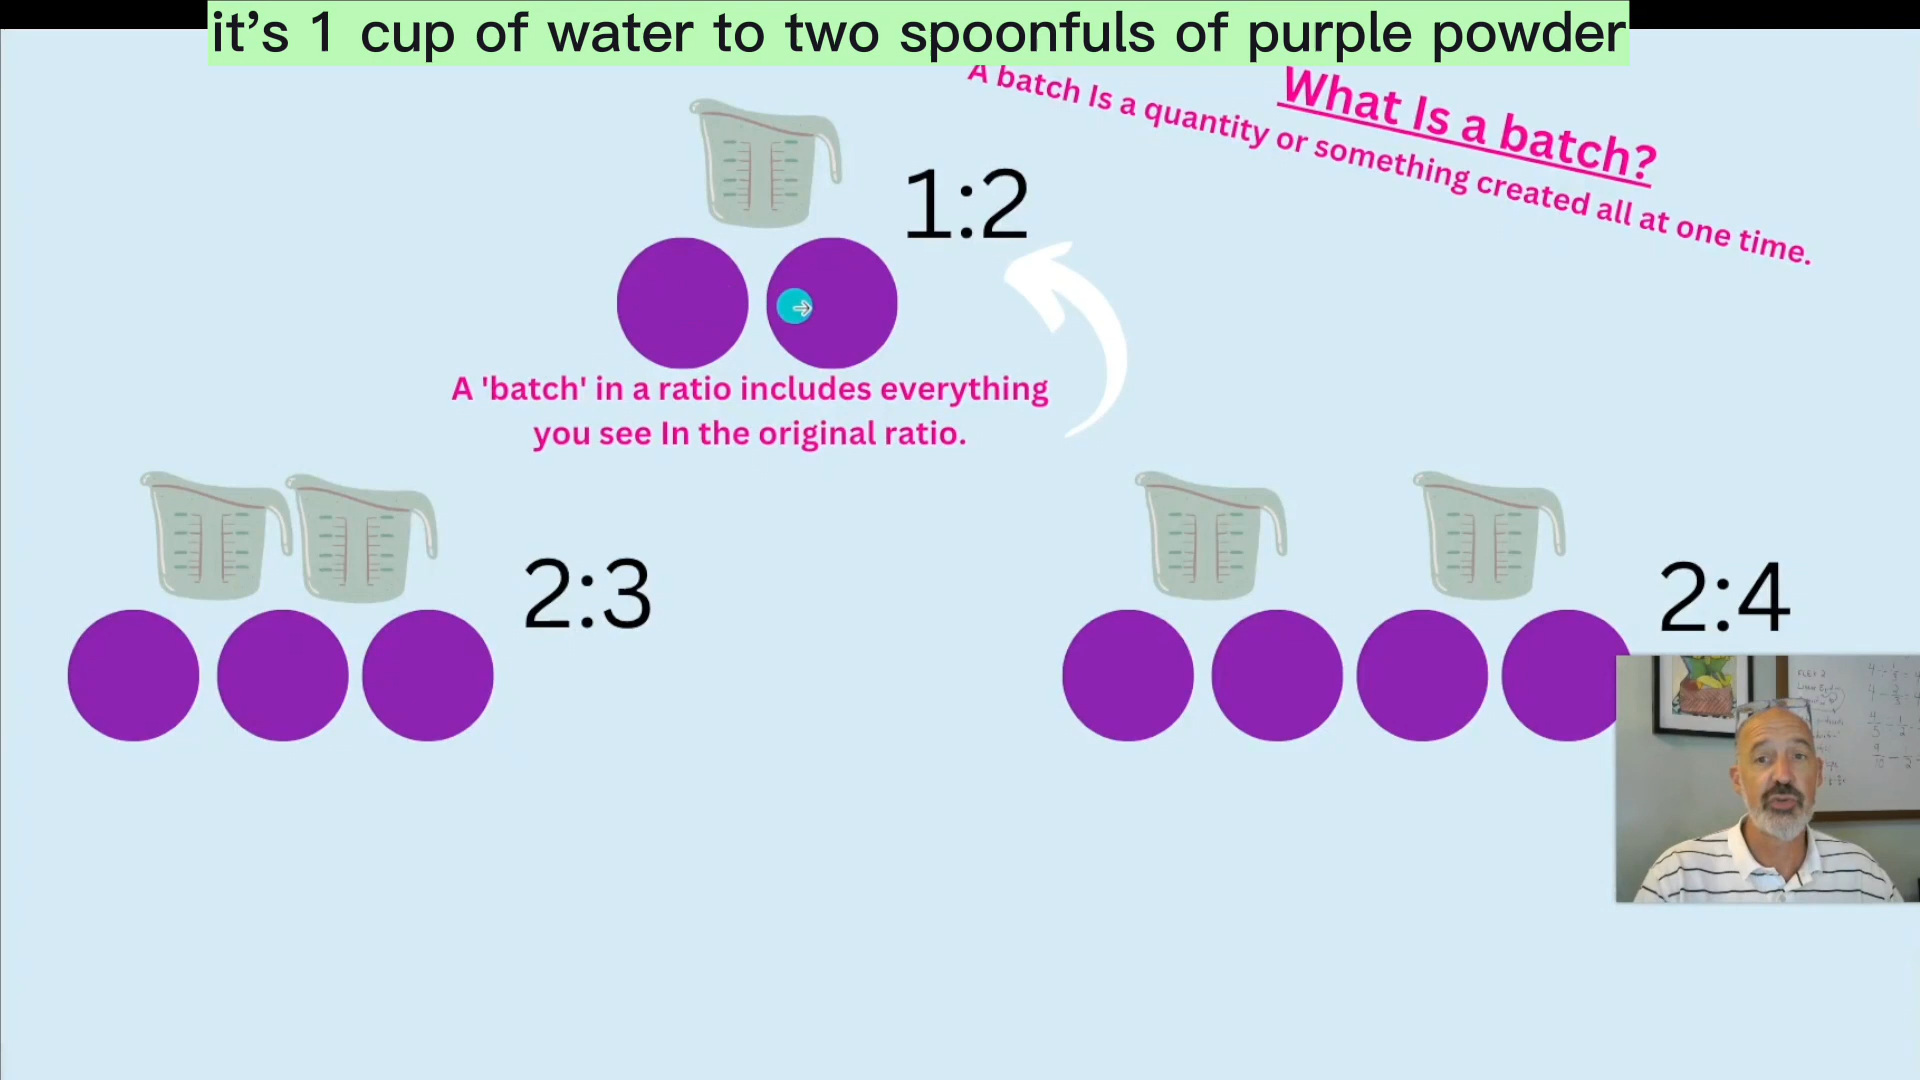 it’s 1 cup of water to two spoonfuls of purple powder
What Is a batch?
A batch Is a quantity or something created all at one time.
1:2
A 'batch' in a ratio includes everything
you see In the original ratio.
2:3
2:4